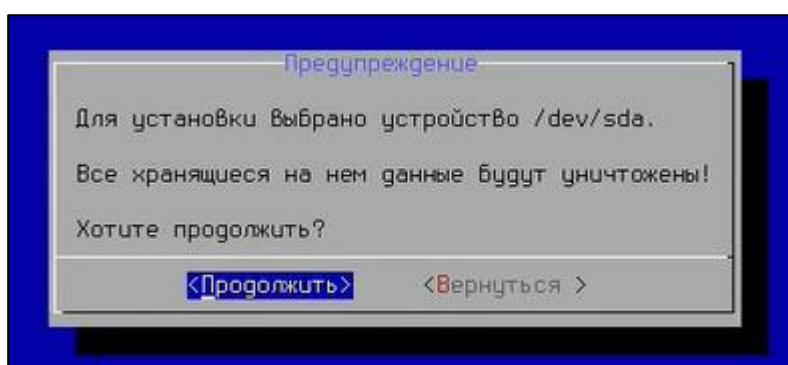 Предупреждение
Для установки выбрано устройство /dev/sda.
Все хранящиеся на нем данные будут уничтожены!
Хотите продолжить?
<Продолжить> <Вернуться >